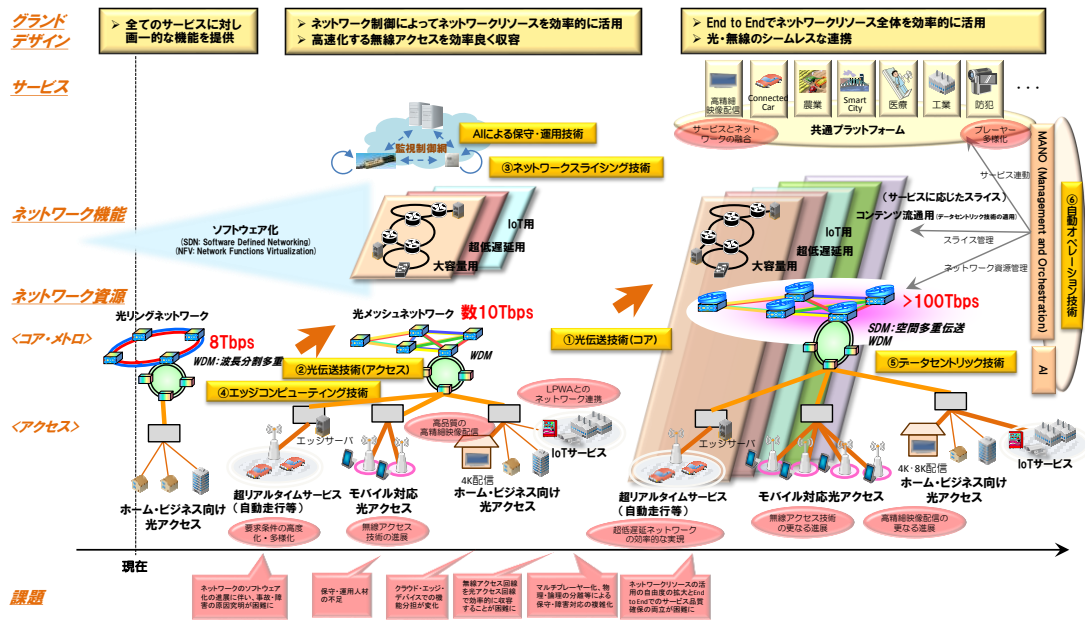 グランド
デザイン
➢ 全てのサービスに対し
画一的な機能を提供
➢ ネットワーク制御によってネットワークリソースを効率的に活用
➢ 高速化する無線アクセスを効率良く収容
➢ End to Endでネットワークリソース全体を効率的に活用
➢ 光・無線のシームレスな連携
サービス
高精細
映像配信
Connected
Car
農業
Smart
City
医療
工業
防犯
・・・
サービスとネット
ワークの融合
共通プラットフォーム
プレーヤー
多様化
監視制御網
AIによる保守・運用技術
③ネットワークスライシング技術
サービス連動
MANO (Management and Orchestration)
⑥自動オペレーション技術
ネットワーク機能
ソフトウェア化
(SDN: Software Defined Networking)
(NFV: Network Functions Virtualization)
IoT用
超低遅延用
大容量用
(サービスに応じたスライス)
コンテンツ流通用(データセントリック技術の適用)
IoT用
超低遅延用
大容量用
スライス管理
ネットワーク資源管理
ネットワーク資源
<コア・メトロ>
光リングネットワーク
8Tbps
WDM:波長分割多重
光メッシュネットワーク
数10Tbps
WDM
①光伝送技術(コア)
>100Tbps
SDM:空間多重伝送
WDM
②光伝送技術(アクセス)
④エッジコンピューティング技術
⑤データセントリック技術
AI
<アクセス>
ホーム・ビジネス向け
光アクセス
エッジサーバ
超リアルタイムサービス
(自動走行等)
要求条件の高度
化・多様化
モバイル対応
光アクセス
無線アクセス
技術の進展
高品質の
高精細映像配信
4K配信
ホーム・ビジネス向け
光アクセス
LPWAとの
ネットワーク連携
IoTサービス
エッジサーバ
超リアルタイムサービス
(自動走行等)
超低遅延ネットワーク
の効率的な実現
モバイル対応光アクセス
無線アクセス技術
の更なる進展
4K・8K配信
ホーム・ビジネス向け
光アクセス
高精細映像配信の
更なる進展
IoTサービス
現在
課題
ネットワークのソフトウェア
化の進展に伴い、事故・障
害の原因究明が困難に
保守・運用人材
の不足
クラウド・エッジ・
デバイスでの機
能分担が変化
無線アクセス回線
を光アクセス回線
で効率的に収容
することが困難に
マルチプレーヤー化、物
理・論理の分離等による
保守・障害対応の複雑化
ネットワークリソースの活
用の自由度の拡大とEnd
to Endでのサービス品質
確保の両立が困難に